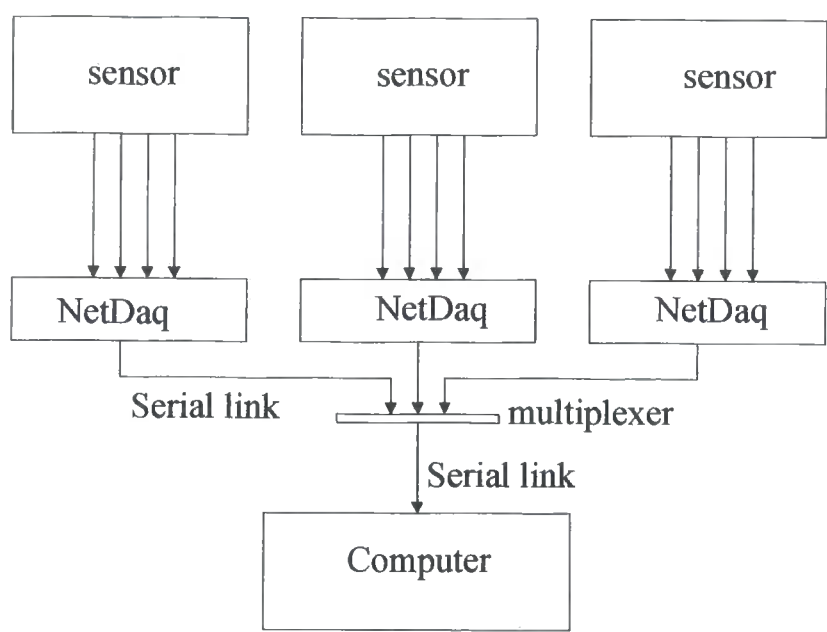 sensor
sensor
sensor
NetDaq
NetDaq
NetDaq
Serial link
multiplexer
Serial link
Computer